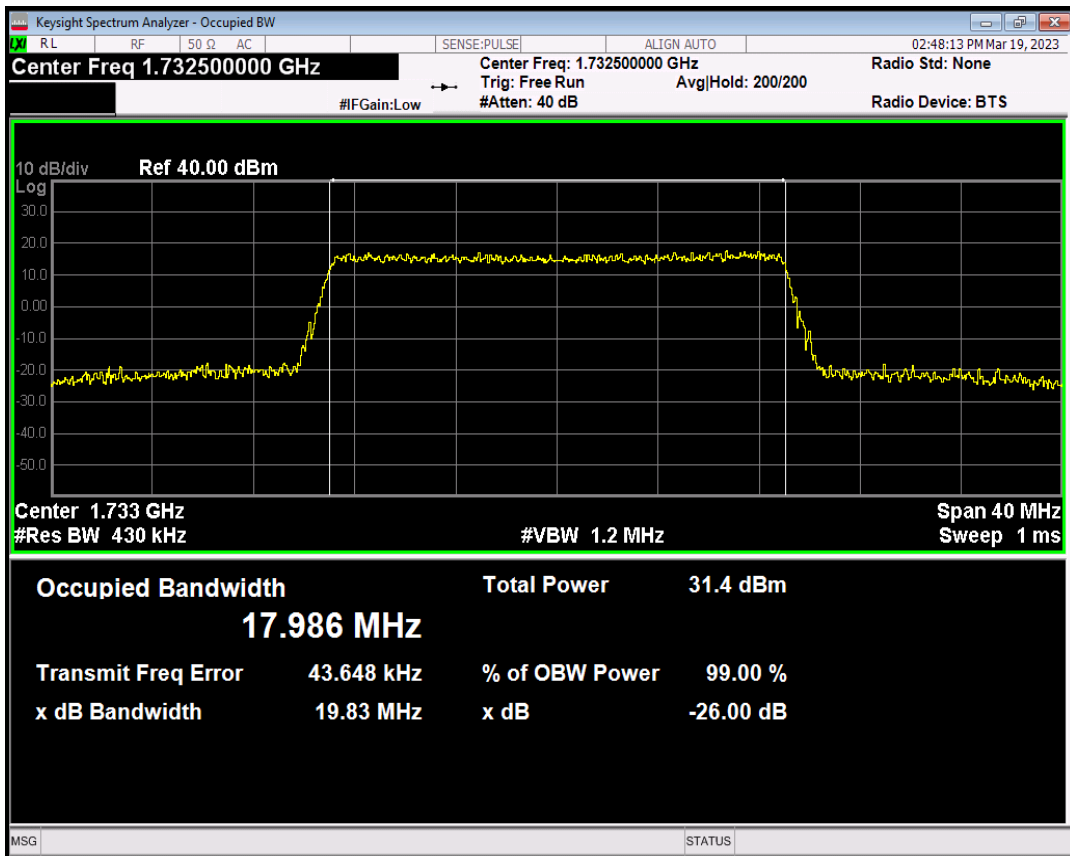 Keysight Spectrum Analyzer - Occupied BW
LXI RL RF 50 Ω AC SENSE:PULSE ALIGN AUTO 02:48:13 PM Mar 19, 2023
Center Freq 1.732500000 GHz Center Freq: 1.732500000 GHz Radio Std: None
Trig: Free Run Avg|Hold: 200/200
#IFGain:Low #Atten: 40 dB Radio Device: BTS
10 dB/div Ref 40.00 dBm
Log
30.0
20.0
10.0
0.00
-10.0
-20.0
-30.0
-40.0
-50.0
Center 1.733 GHz Span 40 MHz
#Res BW 430 kHz #VBW 1.2 MHz Sweep 1 ms
Occupied Bandwidth Total Power 31.4 dBm
17.986 MHz
Transmit Freq Error 43.648 kHz % of OBW Power 99.00 %
x dB Bandwidth 19.83 MHz x dB -26.00 dB
MSG STATUS